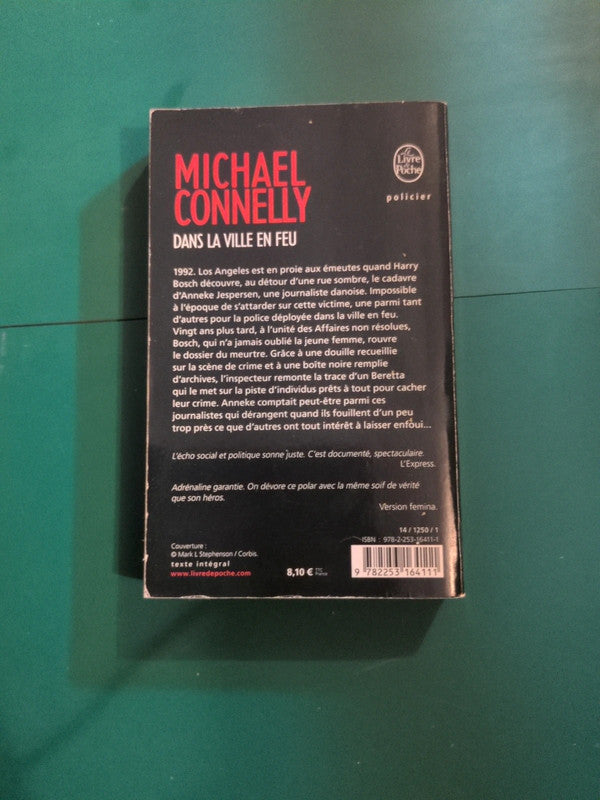 MICHAEL
CONNELLY
DANS LA VILLE EN FEU
Le
Livre
de
Poche
policier
1992. Los Angeles est en proie aux émeutes quand Harry
Bosch découvre, au détour d'une rue sombre, le cadavre
d'Anneke Jespersen, une journaliste danoise. Impossible
à l'époque de s'attarder sur cette victime, une parmi tant
d'autres pour la police déployée dans la ville en feu.
Vingt ans plus tard, à l'unité des Affaires non résolues,
Bosch, qui n'a jamais oublié la jeune femme, rouvre
le dossier du meurtre. Grâce à une douille recueillie
sur la scène de crime et à une boîte noire remplie
d'archives, l'inspecteur remonte la trace d'un Beretta
qui le met sur la piste d'individus prêts à tout pour cacher
leur crime. Anneke comptait peut-être parmi ces
journalistes qui dérangent quand ils fouillent d'un peu
trop près ce que d'autres ont tout intérêt à laisser enfoui...
L'écho social et politique sonne juste. C'est documenté, spectaculaire.
L'Express.
Adrénaline garantie. On dévore ce polar avec la même soif de vérité
que son héros.
Version femina.
14 / 1250 / 1
ISBN : 978-2-253-16411-1
Couverture :
© Mark L Stephenson / Corbis.
texte intégral
www.livredepoche.com
8,10 € TTC
France
9 782253 164111